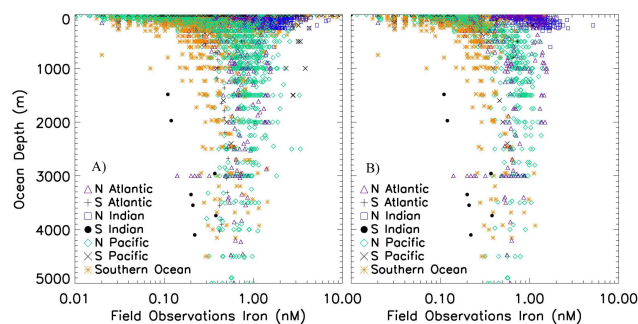 0
1000
2000
3000
4000
5000
Ocean Depth (m)
A)
N Atlantic
S Atlantic
N Indian
S Indian
N Pacific
S Pacific
Southern Ocean
0.01
0.10
1.00
10.00
Field Observations Iron (nM)
B)
N Atlantic
S Atlantic
N Indian
S Indian
N Pacific
S Pacific
Southern Ocean
0.10
1.00
10.00
Field Observations Iron (nM)